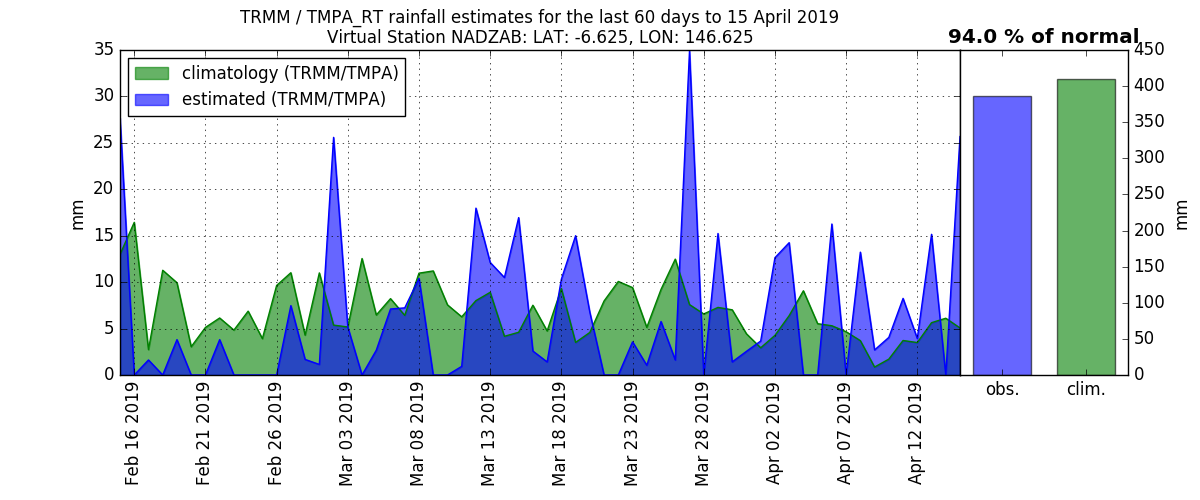 TRMM / TMPA_RT rainfall estimates for the last 60 days to 15 April 2019
Virtual Station NADZAB: LAT: -6.625, LON: 146.625
94.0 % of normal
climatology (TRMM/TMPA)
estimated (TRMM/TMPA)
35
30
25
20
15
10
5
0
mm
Feb 16 2019
Feb 21 2019
Feb 26 2019
Mar 03 2019
Mar 08 2019
Mar 13 2019
Mar 18 2019
Mar 23 2019
Mar 28 2019
Apr 02 2019
Apr 07 2019
Apr 12 2019
obs.
clim.
450
400
350
300
250
200
150
100
50
0
mm